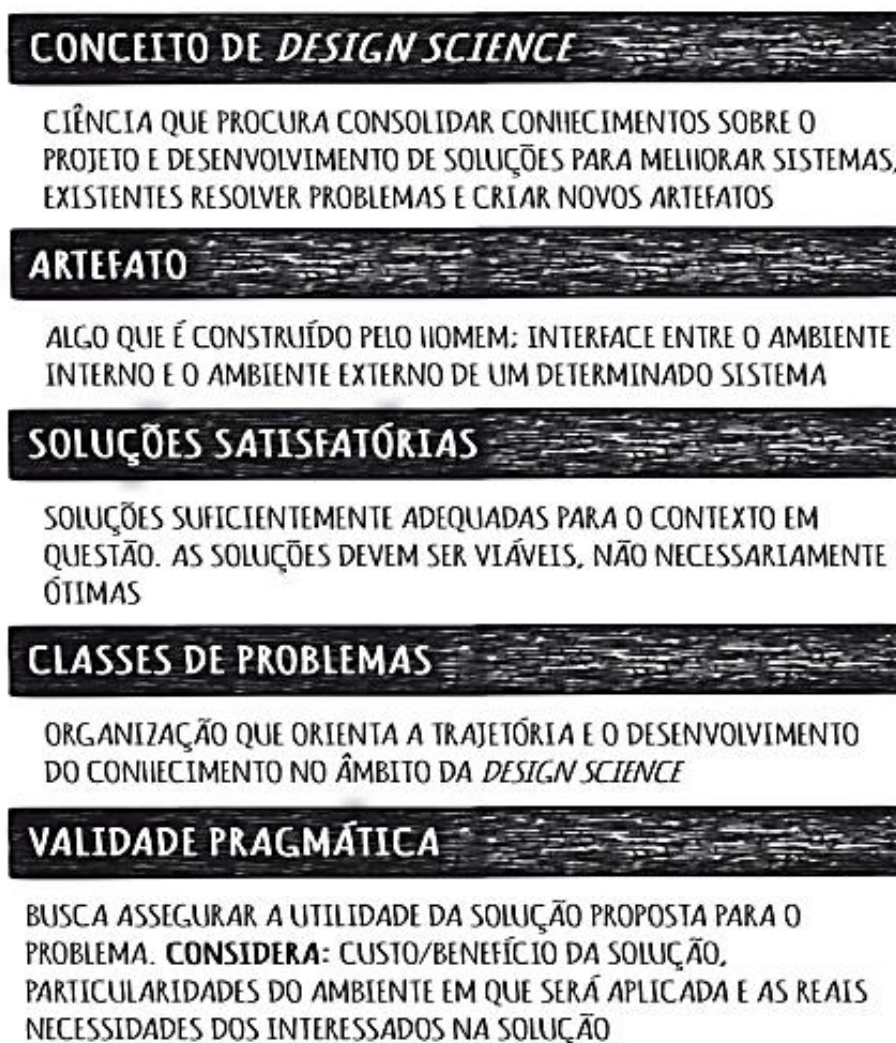 CONCEITO DE DESIGN SCIENCE
CIÊNCIA QUE PROCURA CONSOLIDAR CONHECIMENTOS SOBRE O
PROJETO E DESENVOLVIMENTO DE SOLUÇÕES PARA MELHORAR SISTEMAS,
EXISTENTES RESOLVER PROBLEMAS E CRIAR NOVOS ARTEFATOS
ARTEFATO
ALGO QUE É CONSTRUÍDO PELO HOMEM; INTERFACE ENTRE O AMBIENTE
INTERNO E O AMBIENTE EXTERNO DE UM DETERMINADO SISTEMA
SOLUÇÕES SATISFATÓRIAS
SOLUÇÕES SUFICIENTEMENTE ADEQUADAS PARA O CONTEXTO EM
QUESTÃO. AS SOLUÇÕES DEVEM SER VIÁVEIS, NÃO NECESSARIAMENTE
ÓTIMAS
CLASSES DE PROBLEMAS
ORGANIZAÇÃO QUE ORIENTA A TRAJETÓRIA E O DESENVOLVIMENTO
DO CONHECIMENTO NO ÂMBITO DA DESIGN SCIENCE
VALIDADE PRAGMÁTICA
BUSCA ASSEGURAR A UTILIDADE DA SOLUÇÃO PROPOSTA PARA O
PROBLEMA. CONSIDERA: CUSTO/BENEFÍCIO DA SOLUÇÃO,
PARTICULARIDADES DO AMBIENTE EM QUE SERÁ APLICADA E AS REAIS
NECESSIDADES DOS INTERESSADOS NA SOLUÇÃO